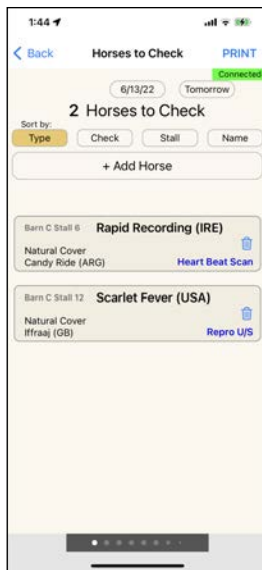 1:44
Back Horses to Check PRINT
Connected
6/13/22 Tomorrow
2 Horses to Check
Sort by:
Type Check Stall Name
+ Add Horse
Barn C Stall 6 Rapid Recording (IRE)
Natural Cover
Candy Ride (ARG) Heart Beat Scan
Barn C Stall 12 Scarlet Fever (USA)
Natural Cover
Iffraaj (GB) Repro U/S